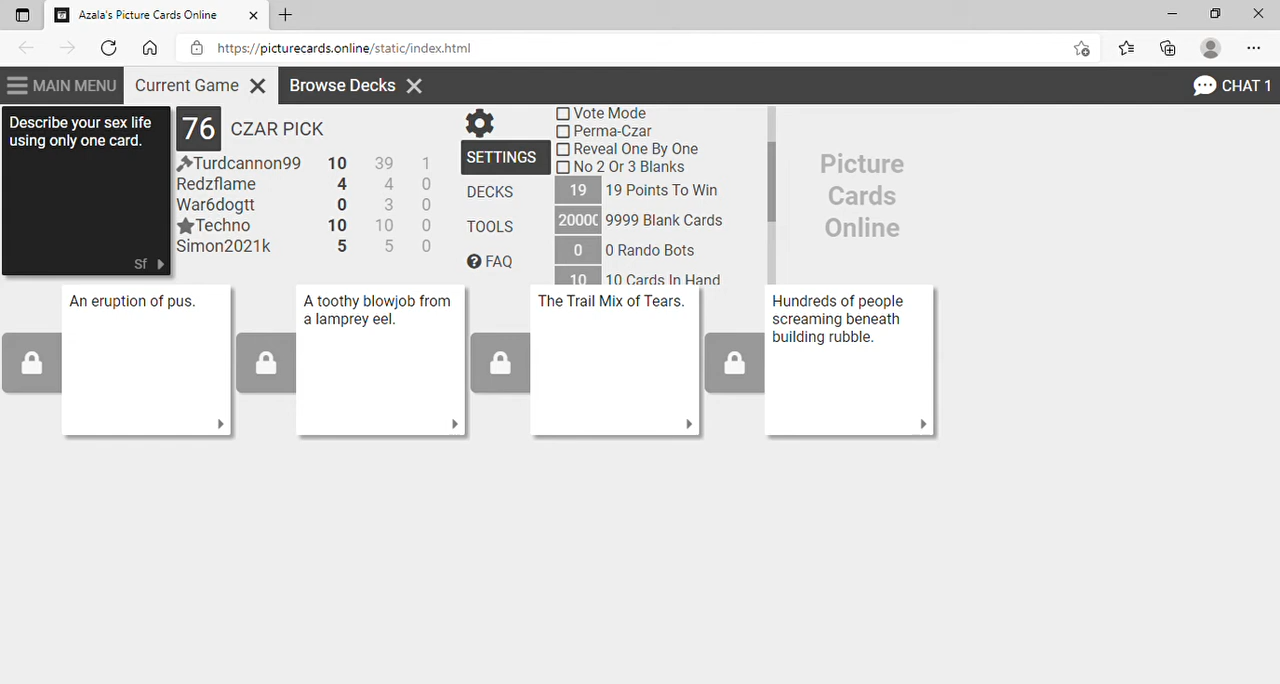 Azala's Picture Cards Online
https://picturecards.online/static/index.html
MAIN MENU
Current Game
Browse Decks
CHAT 1
Describe your sex life
using only one card.
Sf
76 CZAR PICK
Turdcannon99 10 39 1
Redzflame 4 4 0
War6dogtt 0 3 0
Techno 10 10 0
Simon2021k 5 5 0
SETTINGS
DECKS
TOOLS
FAQ
Vote Mode
Perma-Czar
Reveal One By One
No 2 Or 3 Blanks
19 19 Points To Win
20000 9999 Blank Cards
0 0 Rando Bots
10 10 Cards In Hand
Picture
Cards
Online
An eruption of pus.
A toothy blowjob from
a lamprey eel.
The Trail Mix of Tears.
Hundreds of people
screaming beneath
building rubble.